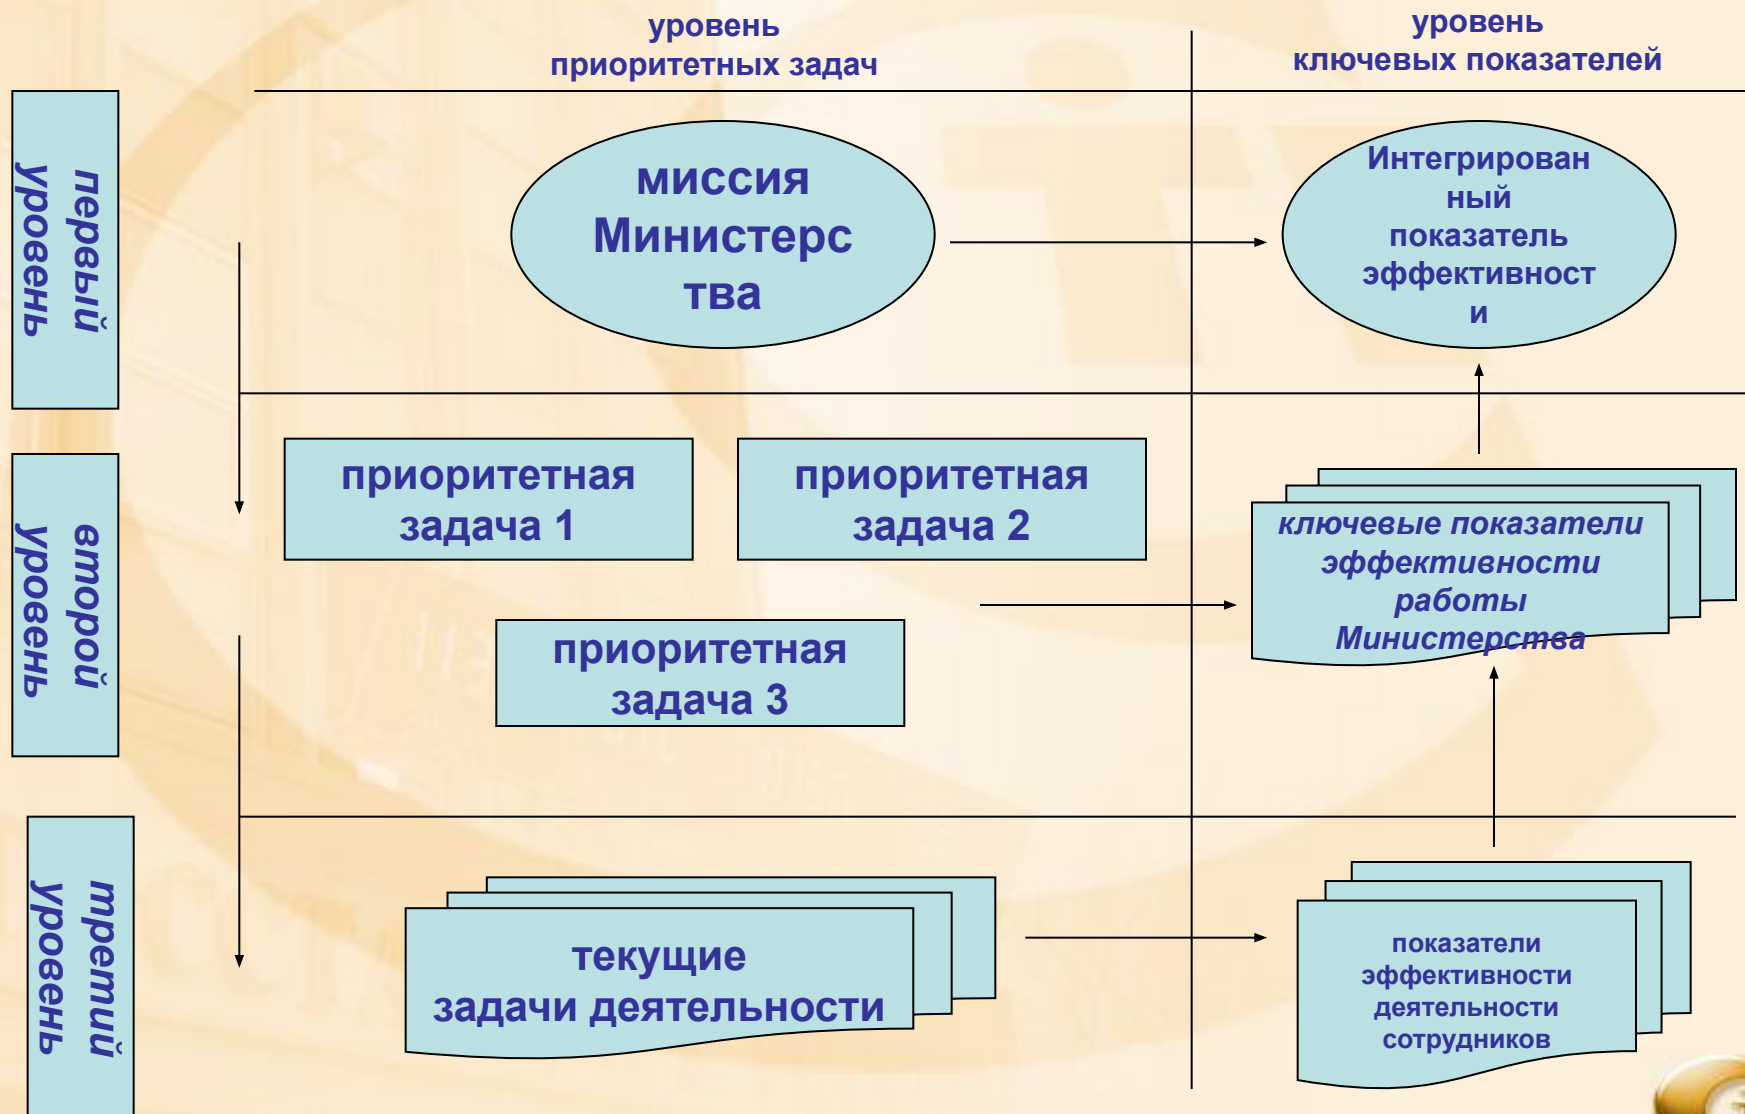 уровень
приоритетных задач
уровень
ключевых показателей
первый
уровень
миссия
Министерс
тва
Интегрирован
ный
показатель
эффективност
и
второй
уровень
приоритетная
задача 1
приоритетная
задача 2
приоритетная
задача 3
ключевые показатели
эффективности
работы
Министерства
третий
уровень
текущие
задачи деятельности
показатели
эффективности
деятельности
сотрудников